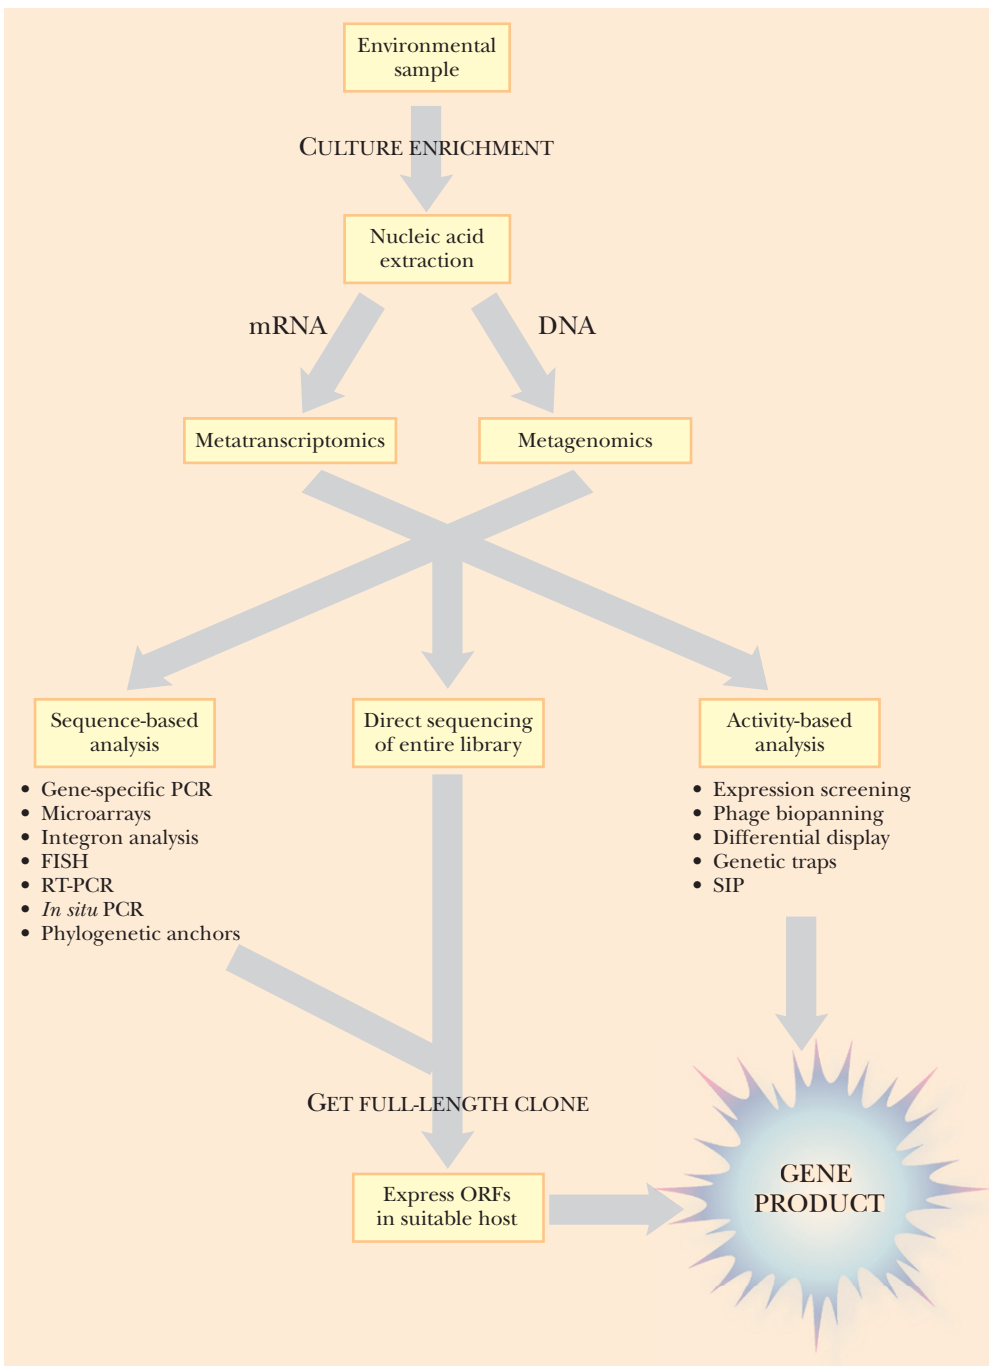 Environmental
sample
CULTURE ENRICHMENT
Nucleic acid
extraction
mRNA
DNA
Metatranscriptomics
Metagenomics
Sequence-based
analysis
• Gene-specific PCR
• Microarrays
• Integron analysis
• FISH
• RT-PCR
• In situ PCR
• Phylogenetic anchors
Direct sequencing
of entire library
Activity-based
analysis
• Expression screening
• Phage biopanning
• Differential display
• Genetic traps
• SIP
GET FULL-LENGTH CLONE
Express ORFs
in suitable host
GENE
PRODUCT